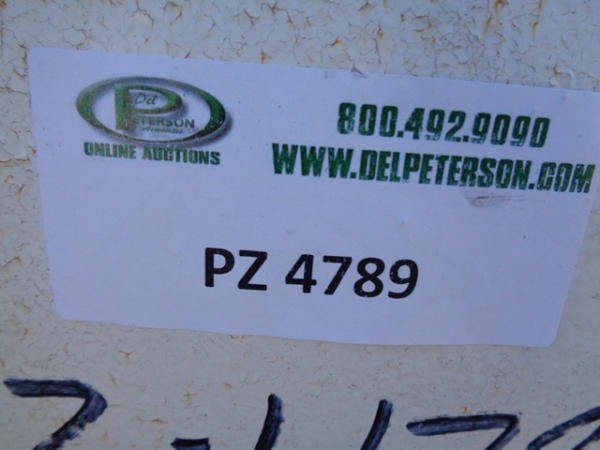 Del
PETERSON
ONLINE AUCTIONS
800.492.9090
WWW.DELPETERSON.COM
PZ 4789